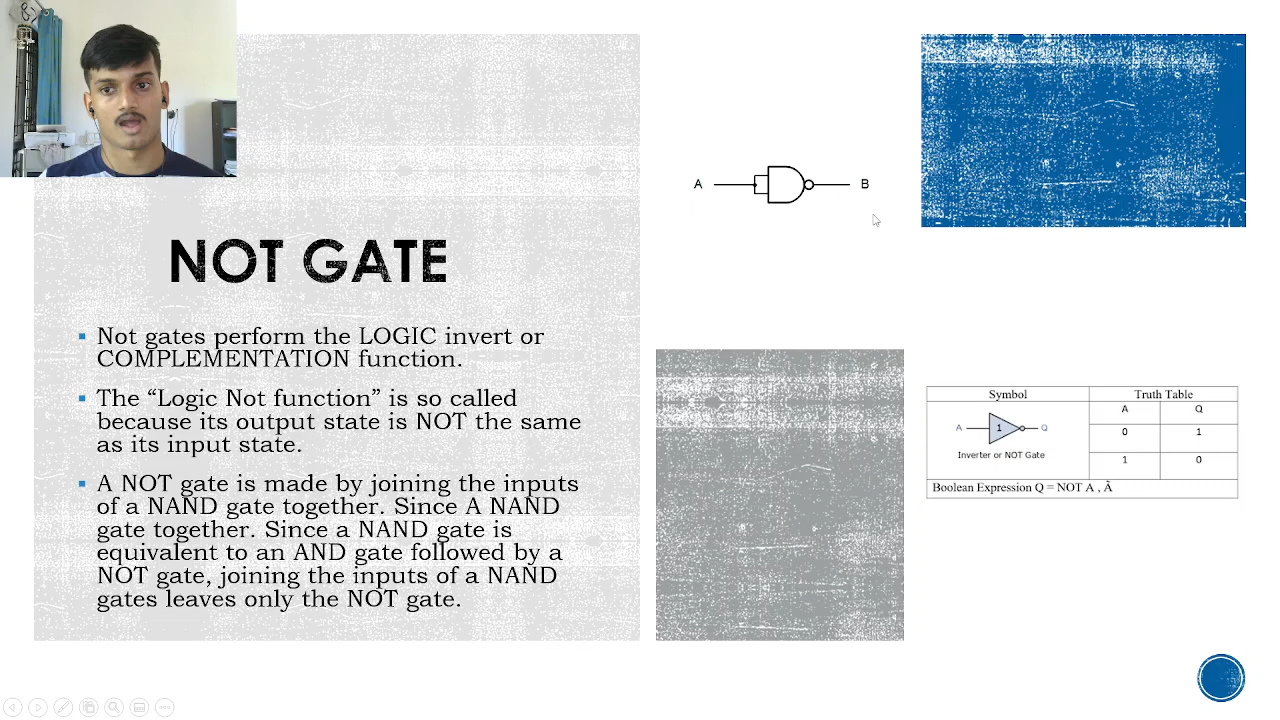 NOT GATE
Not gates perform the LOGIC invert or
COMPLEMENTATION function.
The “Logic Not function” is so called
because its output state is NOT the same
as its input state.
A NOT gate is made by joining the inputs
of a NAND gate together. Since A NAND
gate together. Since a NAND gate is
equivalent to an AND gate followed by a
NOT gate, joining the inputs of a NAND
gates leaves only the NOT gate.
A B
Symbol Truth Table
A Q
A 1 Q
0 1
Inverter or NOT Gate
1 0
Boolean Expression Q = NOT A , Ã